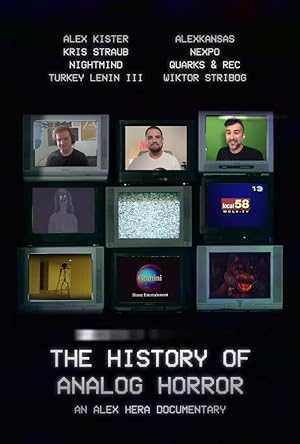 ALEX KISTER ALEXKANSAS
KRIS STRAUB NEXPO
NIGHTMIND QUARKS & REC
TURKEY LENIN III WIKTOR STRIBOG
13
local 58
WCLV-TV
Gemini
Home Entertainment
THE HISTORY OF
ANALOG HORROR
AN ALEX HERA DOCUMENTARY